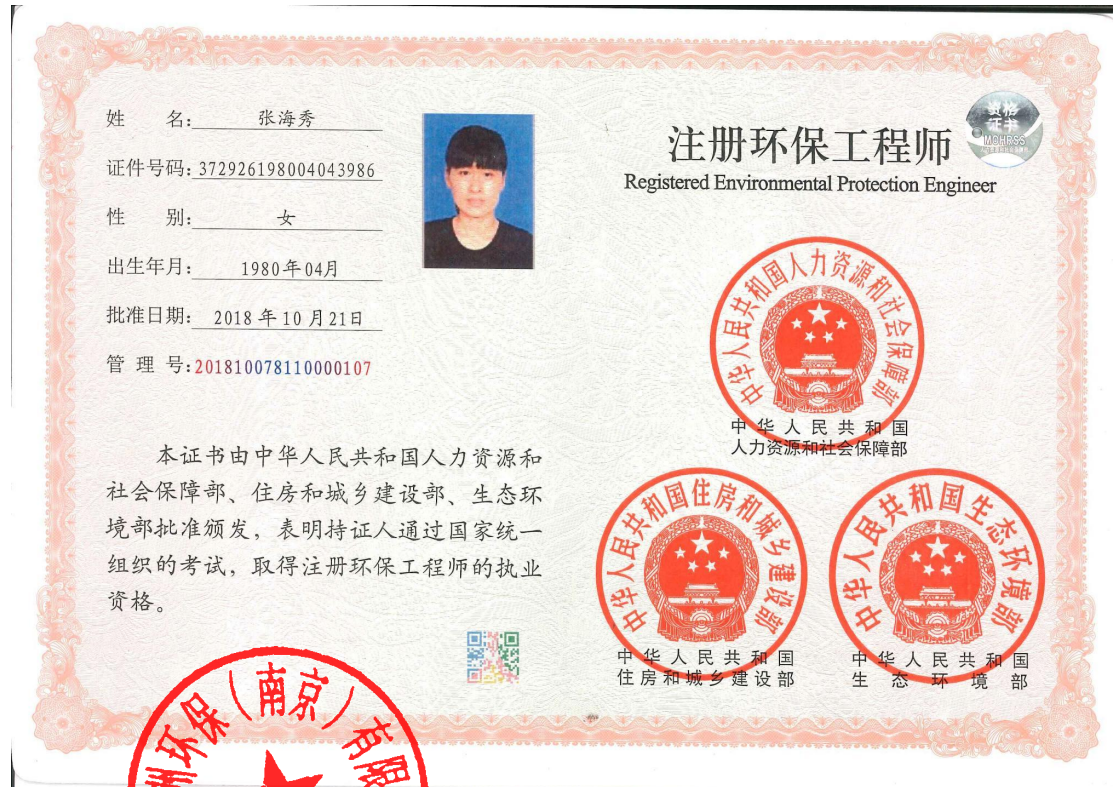 姓 名: 张海秀
证件号码: 372926198004043986
性 别: 女
出生年月: 1980年04月
批准日期: 2018 年 10 月 21日
管 理 号: 201810078110000107
本证书由中华人民共和国人力资源和
社会保障部、住房和城乡建设部、生态环
境部批准颁发，表明持证人通过国家统一
组织的考试，取得注册环保工程师的执业
资格。
注册环保工程师
Registered Environmental Protection Engineer
资格
证书
MOHRSS
中华人民共和国人力资源和社会保障部
中华人民共和国
人力资源和社会保障部
中华人民共和国住房和城乡建设部
中华人民共和国
住房和城乡建设部
中华人民共和国生态环境部
中华人民共和国
生态环境部
洲环保（南京）有限